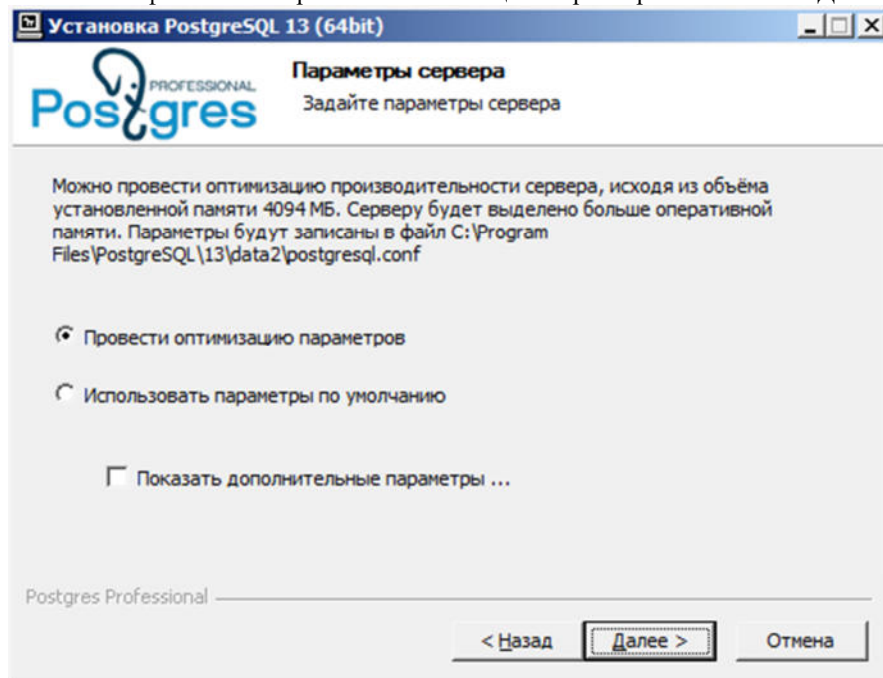 Установка PostgreSQL 13 (64bit)
PROFESSIONAL
Postgres
Параметры сервера
Задайте параметры сервера
Можно провести оптимизацию производительности сервера, исходя из объёма
установленной памяти 4094 МБ. Серверу будет выделено больше оперативной
памяти. Параметры будут записаны в файл C:\Program
Files\PostgreSQL\13\data2\postgresql.conf
Провести оптимизацию параметров
Использовать параметры по умолчанию
Показать дополнительные параметры ...
Postgres Professional
< Назад Далее > Отмена